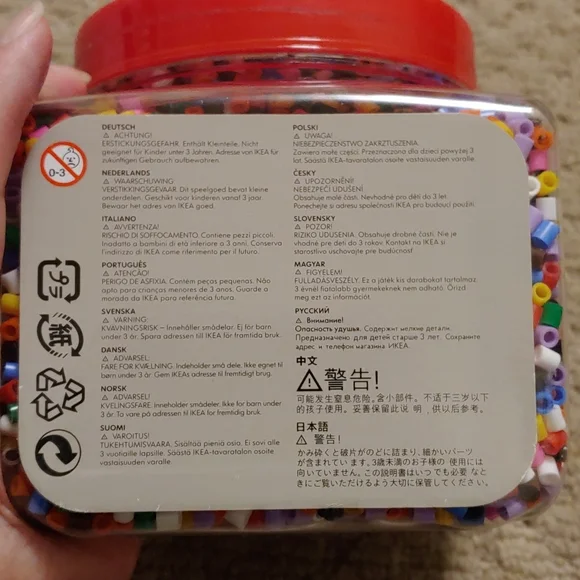 0-3
DEUTSCH
⚠ ACHTUNG!
ERSTICKUNGSGEFAHR. Enthält Kleinteile. Nicht
geeignet für Kinder unter 3 Jahren. Adresse von IKEA für
zukünftigen Gebrauch aufbewahren.
NEDERLANDS
⚠ WAARSCHUWING
VERSTIKKINGSGEVAAR. Dit speelgoed bevat kleine
onderdelen. Geschikt voor kinderen vanaf 3 jaar.
Bewaar het adres van IKEA goed.
ITALIANO
⚠ AVVERTENZA!
RISCHIO DI SOFFOCAMENTO. Contiene pezzi piccoli.
Inadatto a bambini di età inferiore a 3 anni. Conserva
l'indirizzo di IKEA come riferimento per il futuro.
PORTUGUÊS
⚠ ATENCÃO!
PERIGO DE ASFIXIA. Contém peças pequenas. Não
apto para crianças menores de 3 anos. Guarde a
morada da IKEA para referência futura.
SVENSKA
⚠ VARNING:
KVÄVNINGSRISK – Innehåller smådelar. Ej för barn
under 3 år. Spara adressen till IKEA för framtida bruk.
DANSK
⚠ ADVARSEL:
FARE FOR KVÆLNING. Indeholder små dele. Ikke egnet til
børn under 3 år. Gem IKEAs adresse til fremtidigt brug.
NORSK
⚠ ADVARSEL!
KVELINGSFARE. Inneholder smådeler. Ikke for barn under
3 år. Ta vare på adressen til IKEA for fremtidig bruk.
SUOMI
⚠ VAROITUS!
TUKEHTUMISVAARA. Sisältää pieniä osia. Ei sovi alle
3 vuotiaille lapsille. Säästä IKEA-tavaratalon osoite
vastaisuuden varalle.
POLSKI
⚠ UWAGA!
NIEBEZPIECZEŃSTWO ZAKRZTUSZENIA.
Zawiera małe części. Przeznaczona dla dzieci powyżej 3
lat. Säästä IKEA-tavaratalon osoite vastaisuuden varalle.
ČESKY
⚠ UPOZORNĚNÍ!
NEBEZPEČÍ UDUŠENÍ
Obsahuje malé části. Nevhodné pro děti do 3 let.
Ponechejte si adresu společnosti IKEA pro budoucí použití
SLOVENSKY
⚠ POZOR!
RIZIKO UDUSENIA. Obsahuje drobné časti. Nie je
vhodné pre deti do 3 rokov. Kontakt na IKEA si
starostlivo uschovajte pre budúcnosť.
MAGYAR
⚠ FIGYELEM!
FULLADÁSVESZÉLY. Ez a játék kis darabokat tartalmaz.
3 évnél fiatalabb gyermekeknek nem adható. Őrizd
meg ezt az információt.
РУССКИЙ
⚠ Внимание!
Опасность удушья. Содержит мелкие детали.
Предназначено для детей старше 3 лет. Сохраните
адрес и телефон магазина ИКЕА.
中文
⚠警告!
可能发生窒息危险。含小部件。不适于三岁以下
的孩子使用。妥善保留此说 明，供以后参考。
日本語
⚠ 警告！
かみ砕くと破片がのどに詰まり、細かいパーツ
が含まれています。3歳未満のお子様の 使用には
向いていません。この説明書はいつでも必要 なと
きにご覧いただけるよう大切に保管してください。
紙